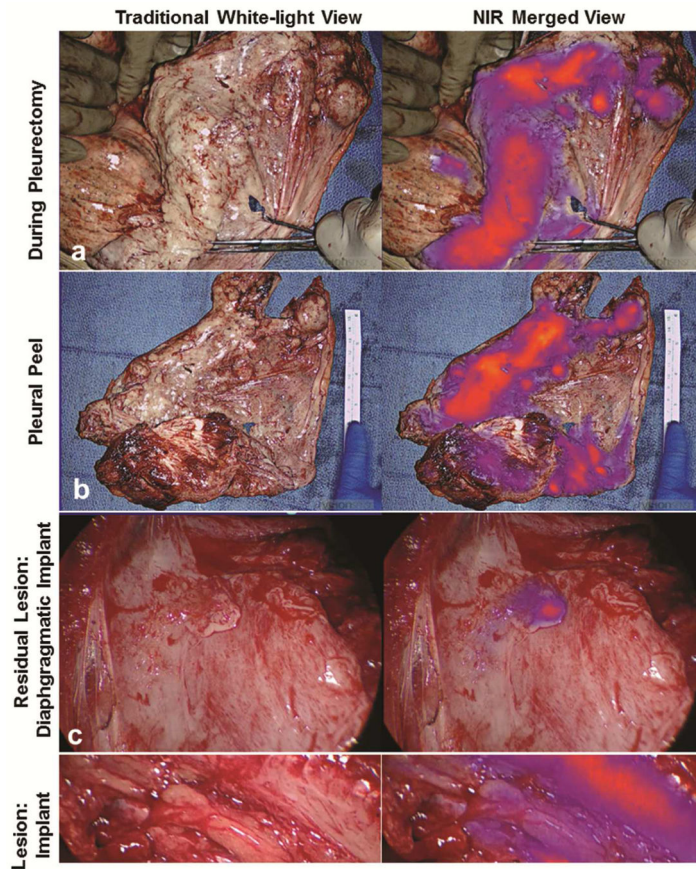 Traditional White-light View NIR Merged View
During Pleurectomy
a
Pleural Peel
b
Residual Lesion:
Diaphgragmatic Implant
c
Lesion:
Implant